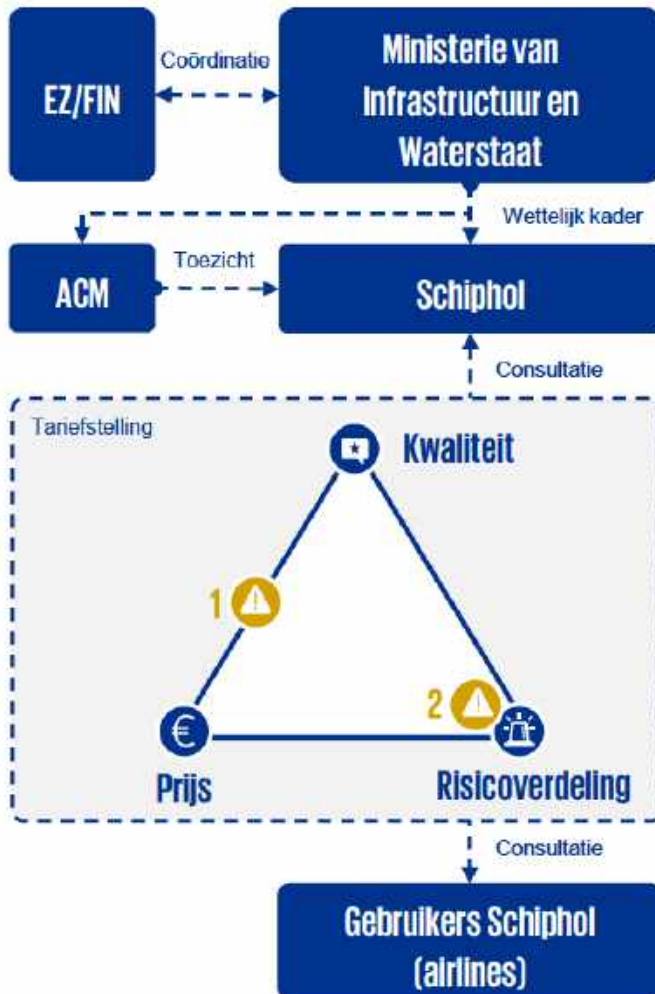 EZ/FIN
Coördinatie
Ministerie van
Infrastructuur en
Waterstaat
Wettelijk kader
ACM
Toezicht
Schiphol
Consultatie
Tariefstelling
Kwaliteit
1
2
€
Prijs
Risicoverdeling
Consultatie
Gebruikers Schiphol
(airlines)